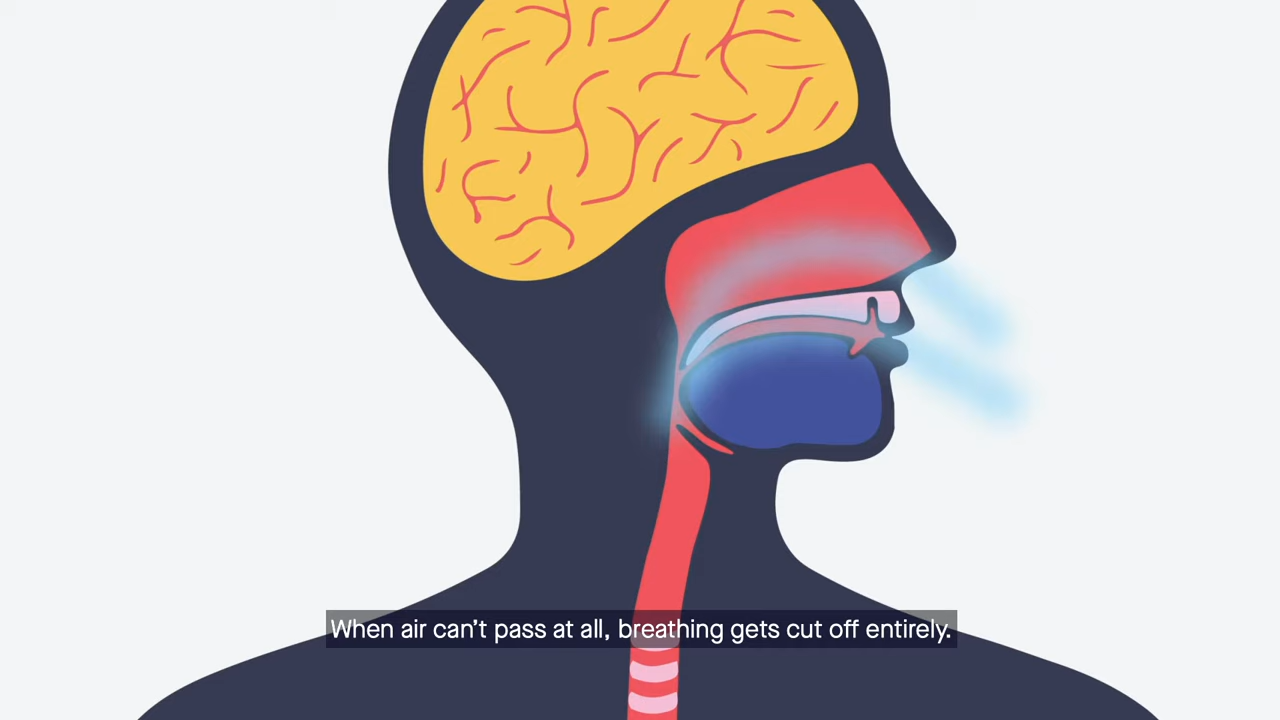 When air can’t pass at all, breathing gets cut off entirely.